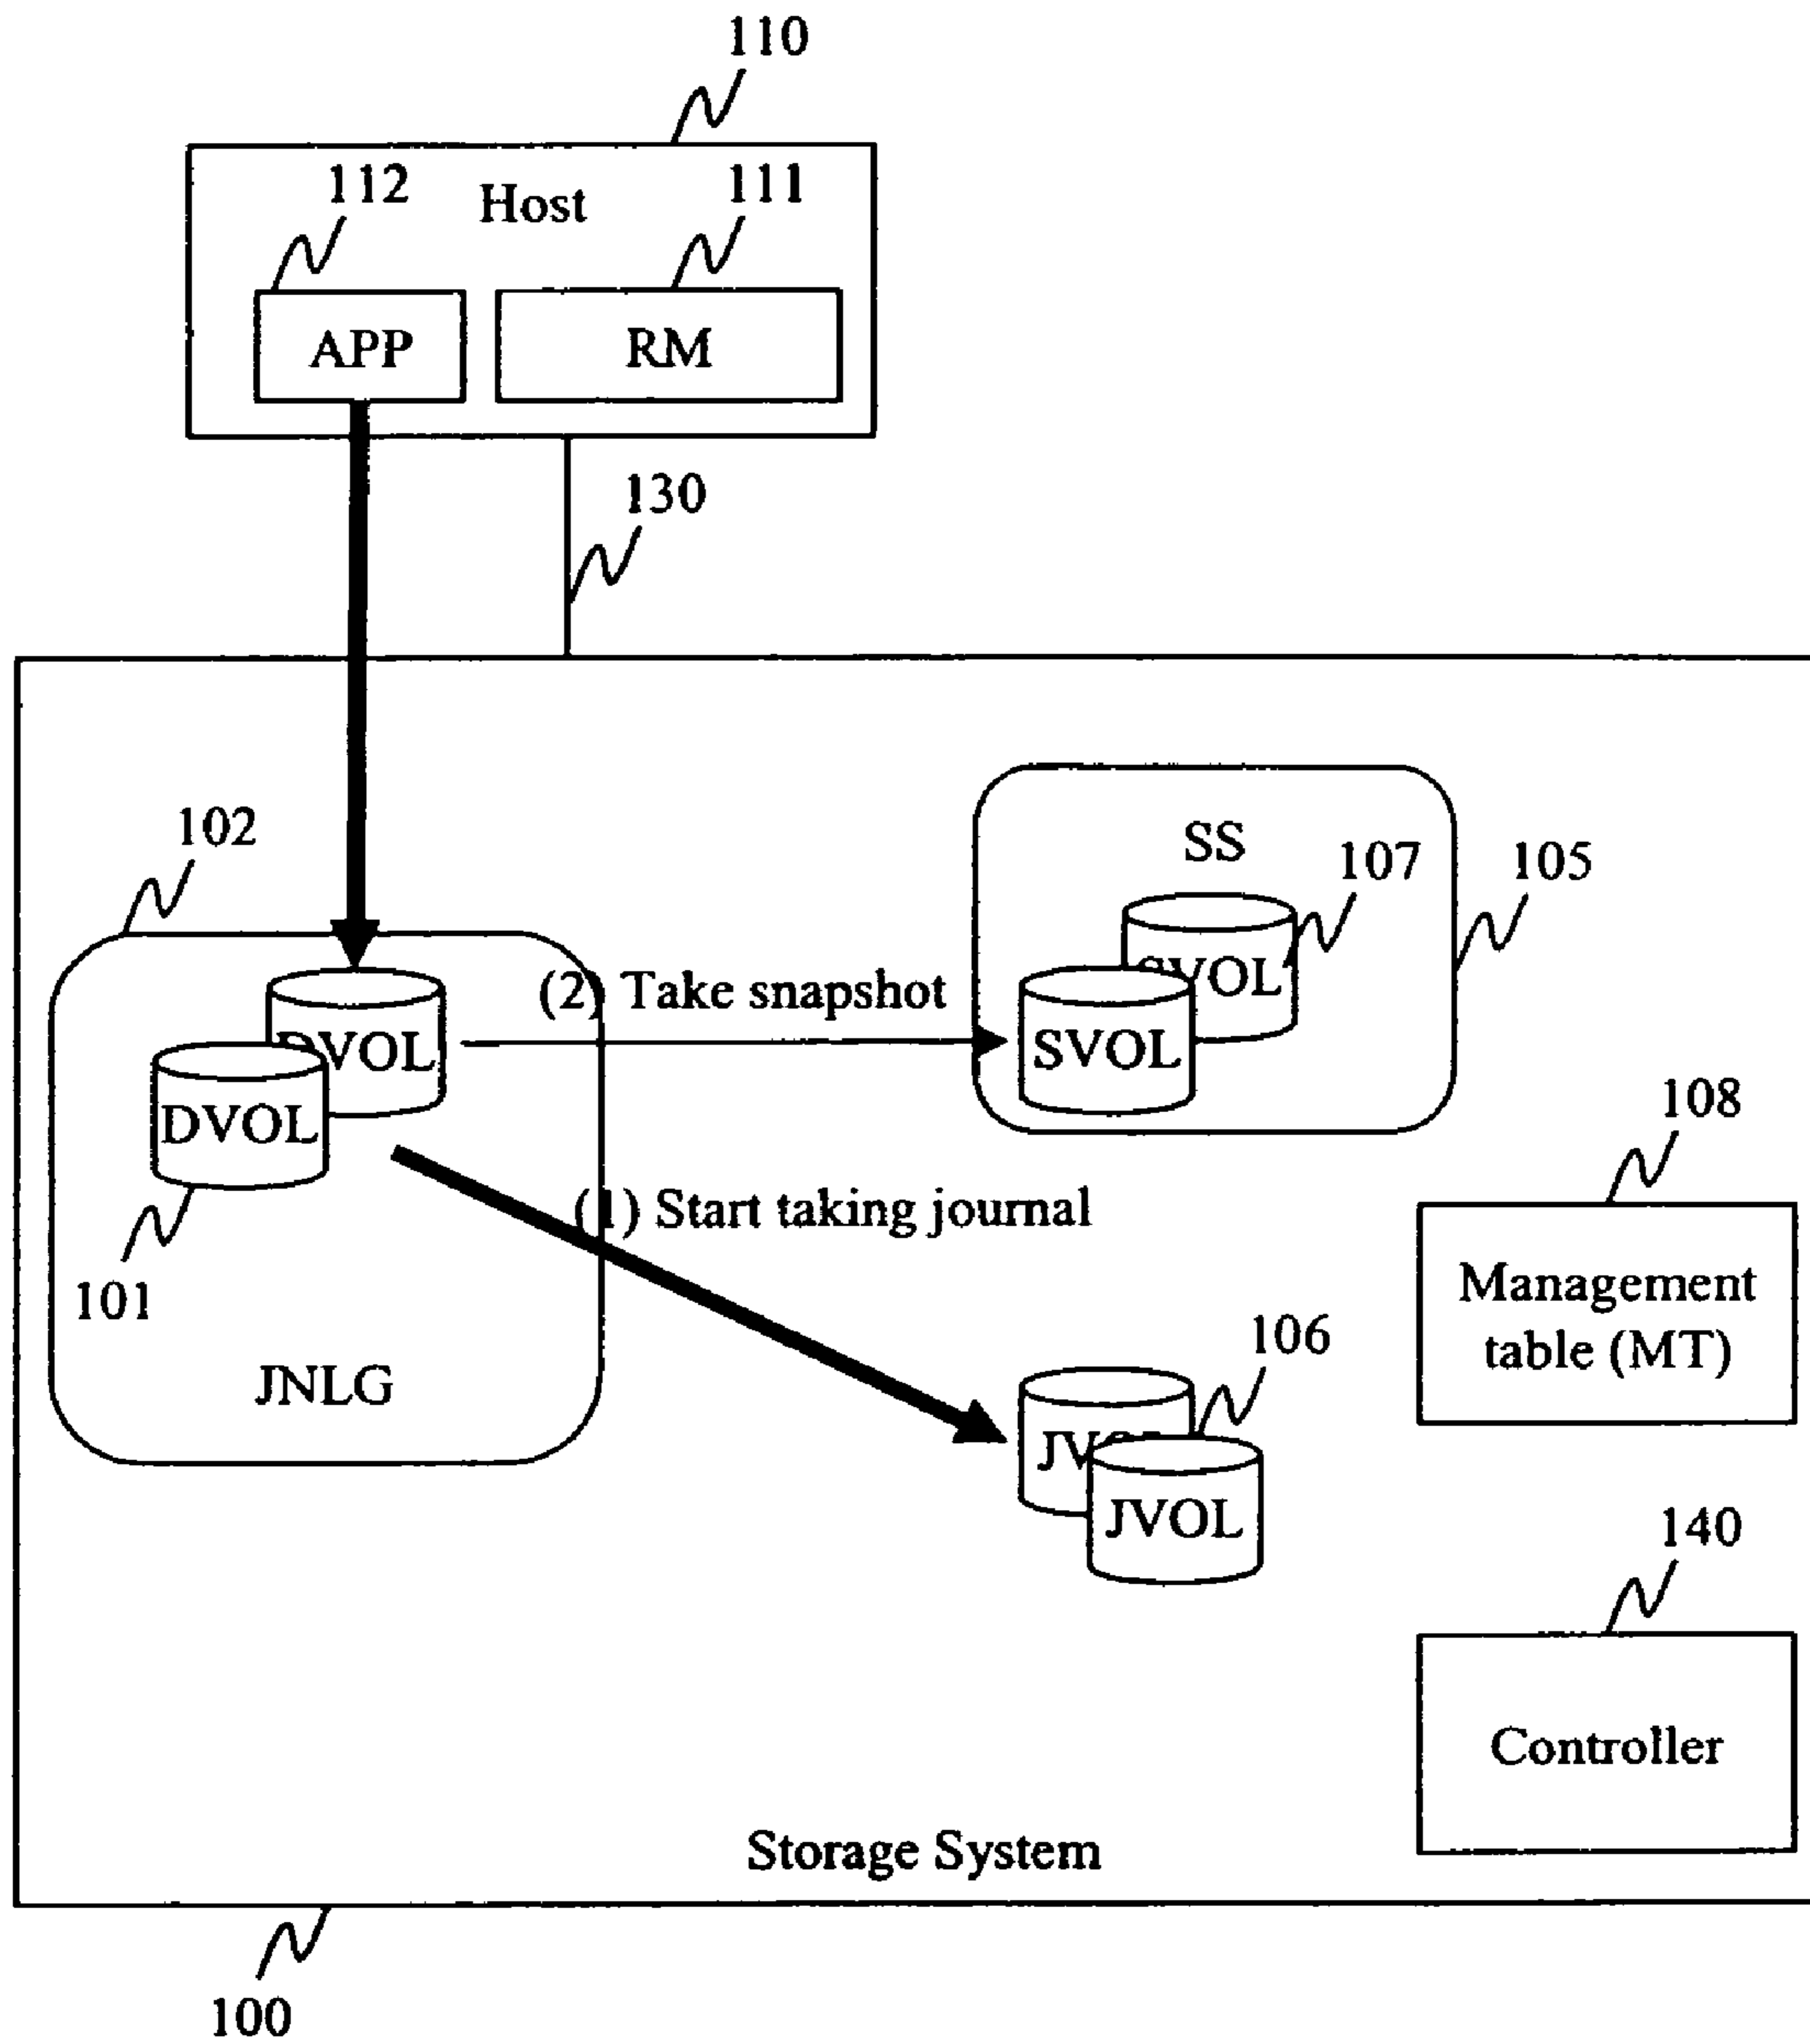 110
112
Host
111
APP
RM
130
102
SS
107
105
SVOL
(2) Take snapshot
DVOL
SVOL
DVOL
108
(1) Start taking journal
101
Management
table (MT)
106
JNLG
JVOL
JVOL
140
Controller
Storage System
100